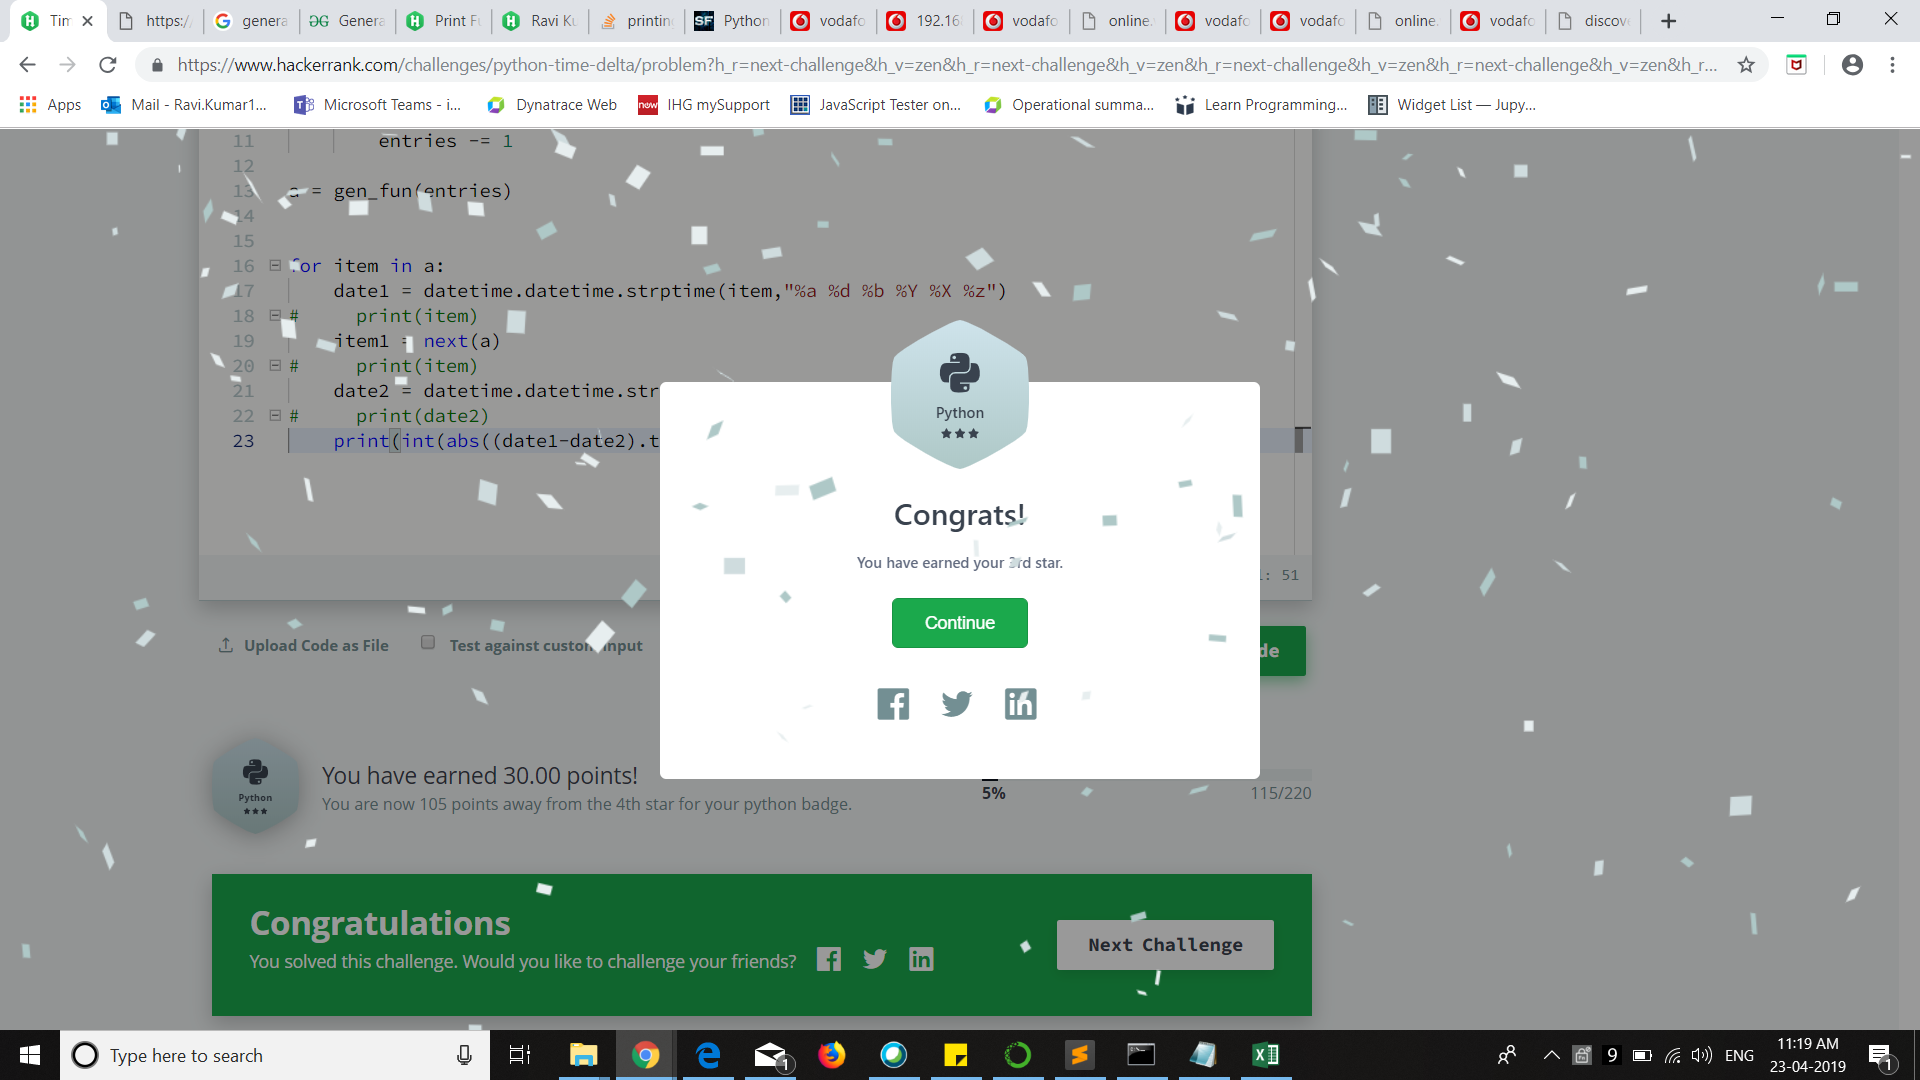 Tim
https:/
genera
Genera
Print Fu
Ravi Ku
printing
Python
vodafo
192.16
vodafo
online.
vodafo
vodafo
online.
vodafo
discove
https://www.hackerrank.com/challenges/python-time-delta/problem?h_r=next-challenge&h_v=zen&h_r=next-challenge&h_v=zen&h_r=next-challenge&h_v=zen&h_r=next-challenge&h_v=zen&h_r...
Apps
Mail - Ravi.Kumar1...
Microsoft Teams - i...
Dynatrace Web
IHG mySupport
JavaScript Tester on...
Operational summa...
Learn Programming...
Widget List — Jupy...
11 entries -= 1
12
13 a = gen_fun(entries)
14
15
16 for item in a:
17 date1 = datetime.datetime.strptime(item,"%a %d %b %Y %X %z")
18 # print(item)
19 item1 = next(a)
20 # print(item)
21 date2 = datetime.datetime.str
22 # print(date2)
23 print(int(abs((date1-date2).t
Python
Congrats!
You have earned your 3rd star.
Continue
: 51
Upload Code as File
Test against custom input
de
Python
You have earned 30.00 points!
You are now 105 points away from the 4th star for your python badge.
5%
115/220
Congratulations
You solved this challenge. Would you like to challenge your friends?
Next Challenge
Type here to search
1
9
ENG
11:19 AM
23-04-2019
1